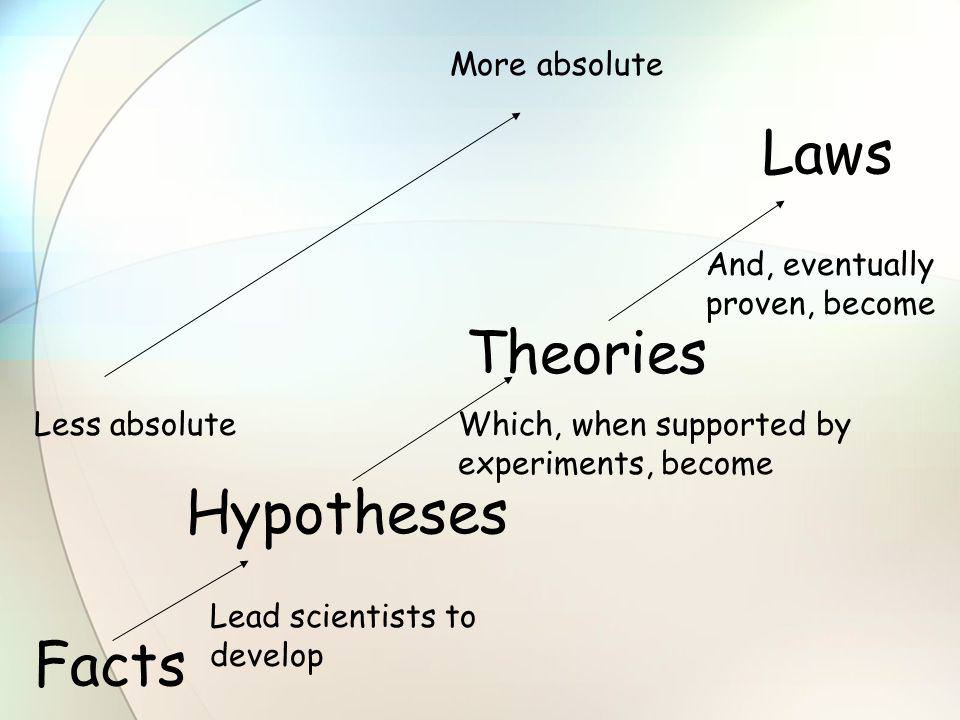 More absolute
Laws
And, eventually
proven, become
Theories
Less absolute
Which, when supported by
experiments, become
Hypotheses
Lead scientists to
develop
Facts